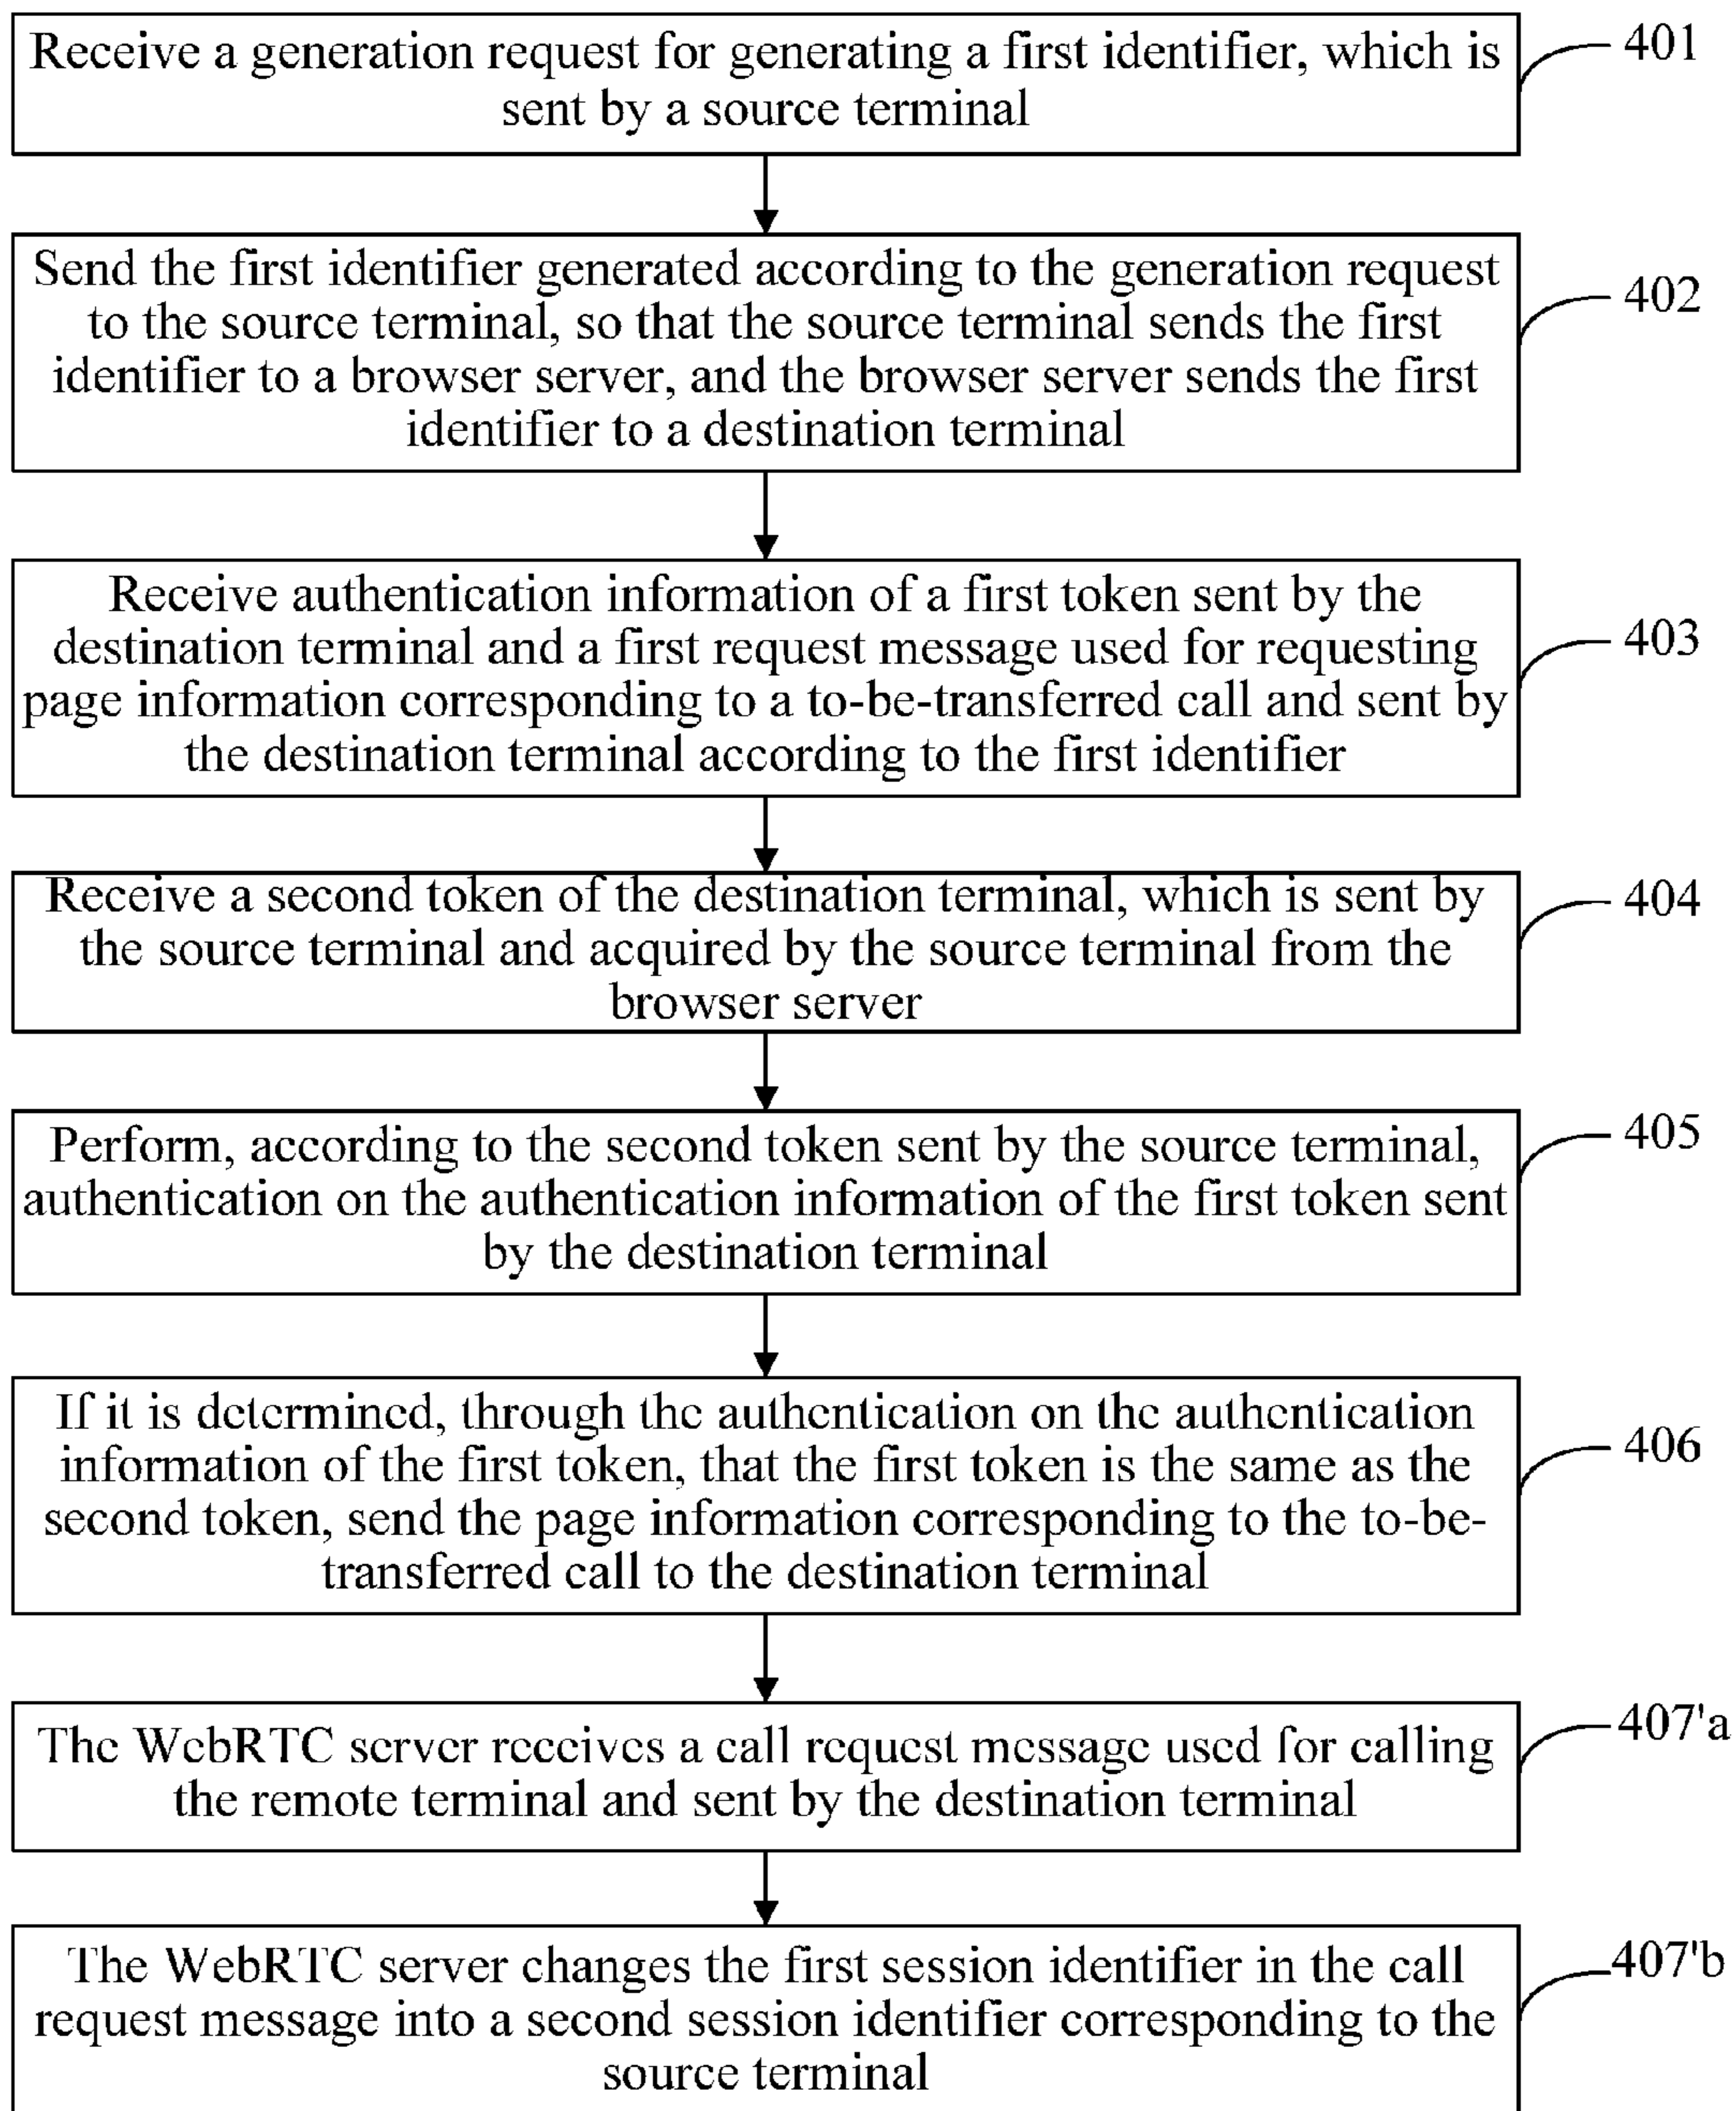 Receive a generation request for generating a first identifier, which is
sent by a source terminal
401
Send the first identifier generated according to the generation request
to the source terminal, so that the source terminal sends the first
identifier to a browser server, and the browser server sends the first
identifier to a destination terminal
402
Receive authentication information of a first token sent by the
destination terminal and a first request message used for requesting
page information corresponding to a to-be-transferred call and sent by
the destination terminal according to the first identifier
403
Receive a second token of the destination terminal, which is sent by
the source terminal and acquired by the source terminal from the
browser server
404
Perform, according to the second token sent by the source terminal,
authentication on the authentication information of the first token sent
by the destination terminal
405
If it is determined, through the authentication on the authentication
information of the first token, that the first token is the same as the
second token, send the page information corresponding to the to-be-
transferred call to the destination terminal
406
The WebRTC server receives a call request message used for calling
the remote terminal and sent by the destination terminal
407'a
The WebRTC server changes the first session identifier in the call
request message into a second session identifier corresponding to the
source terminal
407'b